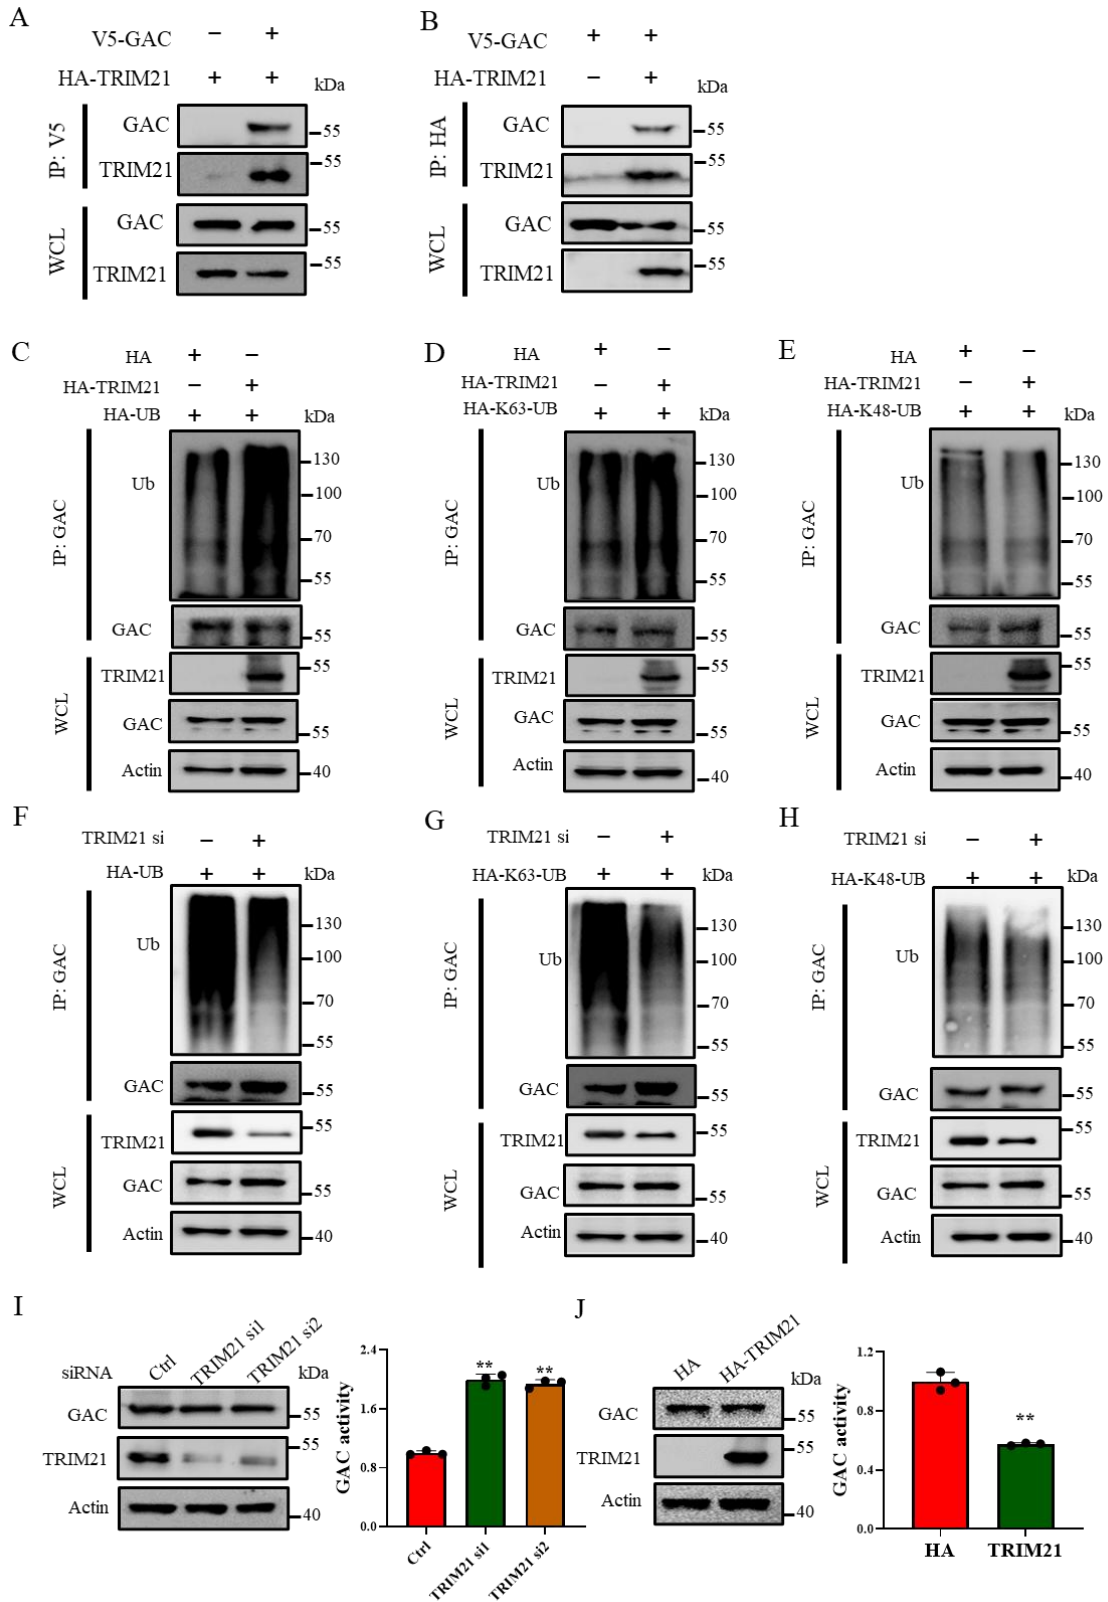 A
V5-GAC − +
HA-TRIM21 + +
kDa
IP: V5
GAC
55
TRIM21
55
WCL
GAC
55
TRIM21
55
B
V5-GAC + +
HA-TRIM21 − +
kDa
IP: HA
GAC
55
TRIM21
55
WCL
GAC
55
TRIM21
55
C
HA + −
HA-TRIM21 − +
HA-UB + +
kDa
IP: GAC
Ub
130
100
70
55
GAC
55
WCL
TRIM21
55
GAC
55
Actin
40
D
HA + −
HA-TRIM21 − +
HA-K63-UB + +
kDa
IP: GAC
Ub
130
100
70
55
GAC
55
WCL
TRIM21
55
GAC
55
Actin
40
E
HA + −
HA-TRIM21 − +
HA-K48-UB + +
kDa
IP: GAC
Ub
130
100
70
55
GAC
55
WCL
TRIM21
55
GAC
55
Actin
40
F
TRIM21 si − +
HA-UB + +
kDa
IP: GAC
Ub
130
100
70
55
GAC
55
WCL
TRIM21
55
GAC
55
Actin
40
G
TRIM21 si − +
HA-K63-UB + +
kDa
IP: GAC
Ub
130
100
70
55
GAC
55
WCL
TRIM21
55
GAC
55
Actin
40
H
TRIM21 si − +
HA-K48-UB + +
kDa
IP: GAC
Ub
130
100
70
55
GAC
55
WCL
TRIM21
55
GAC
55
Actin
40
I
siRNA Ctrl TRIM21 si1 TRIM21 si2
kDa
GAC
55
TRIM21
55
Actin
40
GAC activity
2.4
1.6
0.8
0.0
** **
Ctrl TRIM21 si1 TRIM21 si2
J
HA HA-TRIM21
kDa
GAC
55
TRIM21
55
Actin
40
GAC activity
1.2
0.8
0.4
0.0
**
HA TRIM21